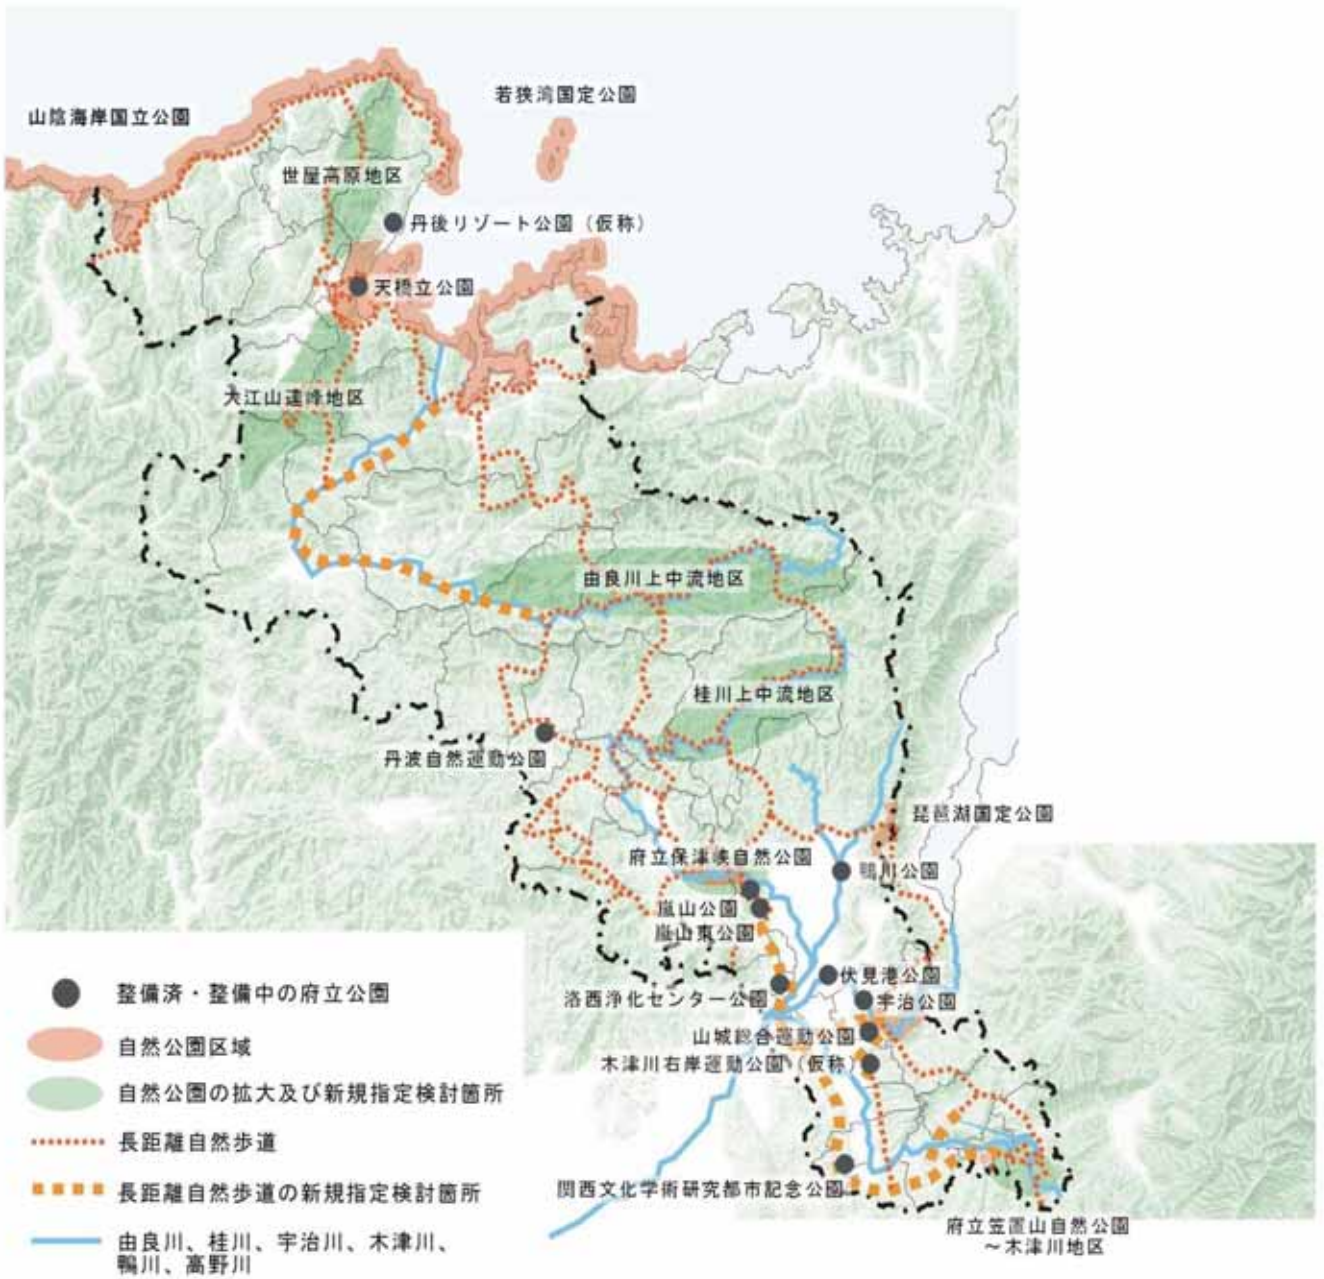 若狭湾国定公園
山陰海岸国立公園
世屋高原地区
丹後リゾート公園（仮称）
天橋立公園
大江山連峰地区
由良川上中流地区
桂川上中流地区
丹波自然運動公園
琵琶湖国定公園
府立保津峡自然公園
鴨川公園
嵐山公園
嵐山東公園
伏見港公園
洛西浄化センター公園
宇治公園
山城総合運動公園
木津川右岸運動公園（仮称）
関西文化学術研究都市記念公園
府立笠置山自然公園
～木津川地区
整備済・整備中の府立公園
自然公園区域
自然公園の拡大及び新規指定検討箇所
長距離自然歩道
長距離自然歩道の新規指定検討箇所
由良川、桂川、宇治川、木津川、
鴨川、高野川